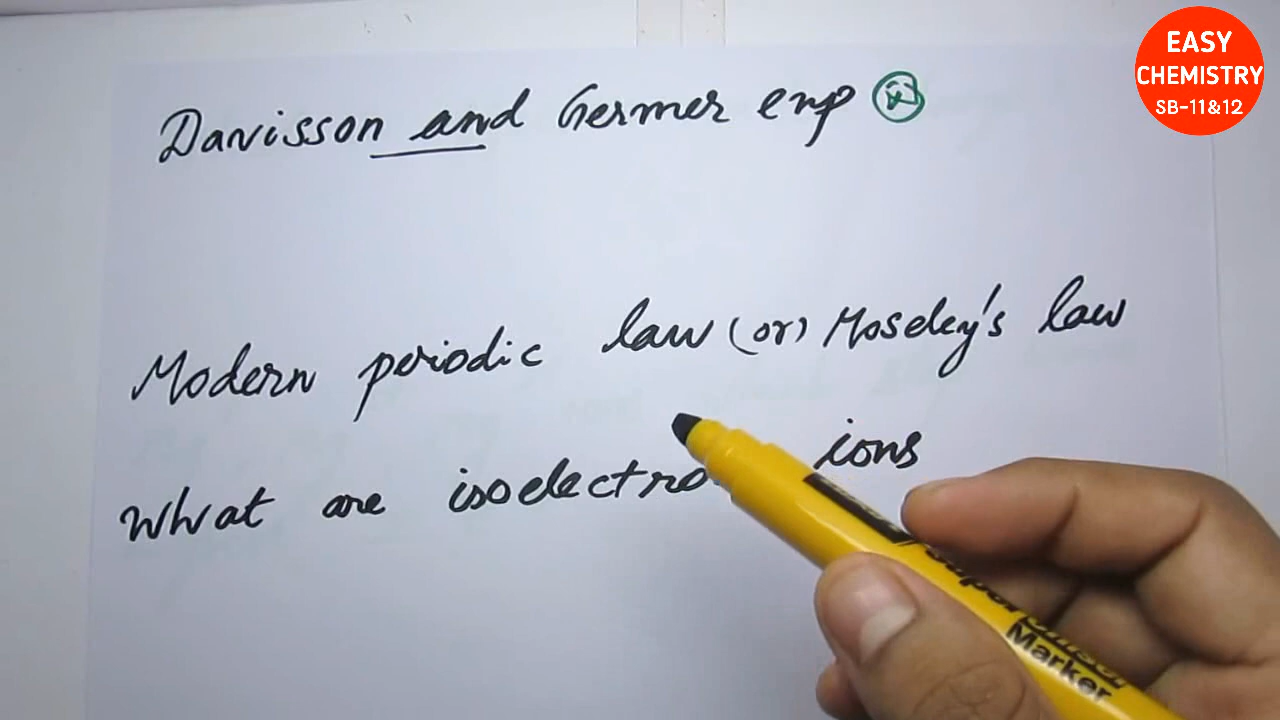 EASY
CHEMISTRY
SB-11&12
Davisson and Germer exp
Modern periodic law (or) Moseley's law
What are isoelectro ions
Marker